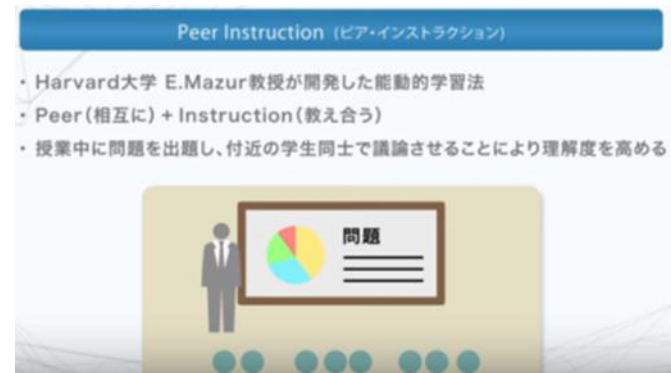 Peer Instruction (ピア・インストラクション)
・Harvard大学 E.Mazur教授が開発した能動的学習法
・Peer(相互に)+Instruction(教え合う)
・授業中に問題を出題し、付近の学生同士で議論させることにより理解度を高める
問題